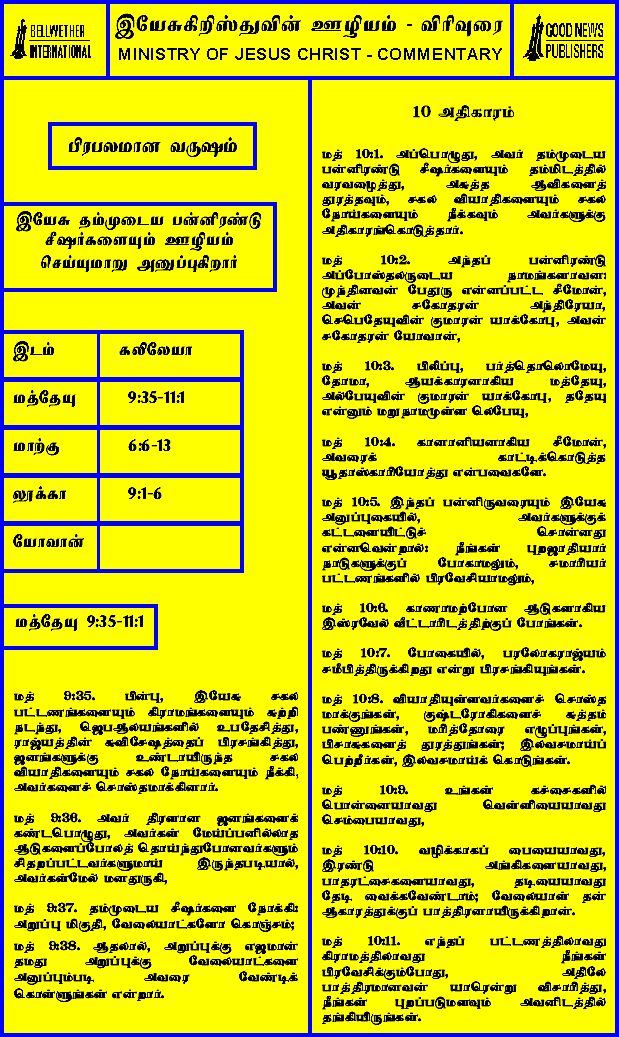 BELLWETHER
INTERNATIONAL
இயேசுகிறிஸ்துவின் ஊழியம் - விரிவுரை
MINISTRY OF JESUS CHRIST - COMMENTARY
GOOD NEWS
PUBLISHERS
பிரபலமான வருஷம்
இயேசு தம்முடைய பன்னிரண்டு
சீஷர்களையும் ஊழியம்
செய்யுமாறு அனுப்புகிறார்
இடம் கலிலேயா
மத்தேயு 9:35-11:1
மாற்கு 6:6-13
லூக்கா 9:1-6
யோவான்
மத்தேயு 9:35-11:1
மத் 9:35. பின்பு, இயேசு சகல
பட்டணங்களையும் கிராமங்களையும் சுற்றி
நடந்து, ஜெபஆலயங்களில் உபதேசித்து,
ராஜ்யத்தின் சுவிசேஷத்தைப் பிரசங்கித்து,
ஜனங்களுக்கு உண்டாயிருந்த சகல
வியாதிகளையும் சகல நோய்களையும் நீக்கி,
அவர்களைச் சொஸ்தமாக்கினார்.
மத் 9:36. அவர் திரளான ஜனங்களைக்
கண்டபொழுது, அவர்கள் மேய்ப்பனில்லாத
ஆடுகளைப்போலத் தொய்ந்துபோனவர்களும்
சிதறப்பட்டவர்களுமாய் இருந்தபடியால்,
அவர்கள்மேல் மனதுருகி,
மத் 9:37. தம்முடைய சீஷர்களை நோக்கி:
அறுப்பு மிகுதி, வேலையாட்களோ கொஞ்சம்;
மத் 9:38. ஆதலால், அறுப்புக்கு எஜமான்
தமது அறுப்புக்கு வேலையாட்களை
அனுப்பும்படி அவரை வேண்டிக்
கொள்ளுங்கள் என்றார்.
10 அதிகாரம்
மத் 10:1. அப்பொழுது, அவர் தம்முடைய
பன்னிரண்டு சீஷர்களையும் தம்மிடத்தில்
வரவழைத்து, அசுத்த ஆவிகளைத்
துரத்தவும், சகல வியாதிகளையும் சகல
நோய்களையும் நீக்கவும் அவர்களுக்கு
அதிகாரங்கொடுத்தார்.
மத் 10:2. அந்தப் பன்னிரண்டு
அப்போஸ்தலருடைய நாமங்களாவன:
முந்தினவன் பேதுரு என்னப்பட்ட சீமோன்,
அவன் சகோதரன் அந்திரேயா,
செபெதேயுவின் குமாரன் யாக்கோபு, அவன்
சகோதரன் யோவான்,
மத் 10:3. பிலிப்பு, பர்த்தொலொமேயு,
தோமா, ஆயக்காரனாகிய மத்தேயு,
அல்பேயுவின் குமாரன் யாக்கோபு, ததேயு
என்னும் மறுநாமமுள்ள லெபேயு,
மத் 10:4. கானானியனாகிய சீமோன்,
அவரைக் காட்டிக்கொடுத்த
யூதாஸ்காரியோத்து என்பவைகளே.
மத் 10:5. இந்தப் பன்னிருவரையும் இயேசு
அனுப்புகையில், அவர்களுக்குக்
கட்டளையிட்டுச் சொன்னது
என்னவென்றால்: நீங்கள் புறஜாதியார்
நாடுகளுக்குப் போகாமலும், சமாரியர்
பட்டணங்களில் பிரவேசியாமலும்,
மத் 10:6. காணாமற்போன ஆடுகளாகிய
இஸ்ரவேல் வீட்டாரிடத்திற்குப் போங்கள்.
மத் 10:7. போகையில், பரலோகராஜ்யம்
சமீபித்திருக்கிறது என்று பிரசங்கியுங்கள்.
மத் 10:8. வியாதியுள்ளவர்களைச் சொஸ்த
மாக்குங்கள், குஷ்டரோகிகளைச் சுத்தம்
பண்ணுங்கள், மரித்தோரை எழுப்புங்கள்,
பிசாசுகளைத் துரத்துங்கள்; இலவசமாய்ப்
பெற்றீர்கள், இலவசமாய்க் கொடுங்கள்.
மத் 10:9. உங்கள் கச்சைகளில்
பொன்னையாவது வெள்ளியையாவது
செம்பையாவது,
மத் 10:10. வழிக்காகப் பையையாவது,
இரண்டு அங்கிகளையாவது,
பாதரட்சைகளையாவது, தடியையாவது
தேடி வைக்கவேண்டாம்; வேலையாள் தன்
ஆகாரத்துக்குப் பாத்திரனாயிருக்கிறான்.
மத் 10:11. எந்தப் பட்டணத்திலாவது
கிராமத்திலாவது நீங்கள்
பிரவேசிக்கும்போது, அதிலே
பாத்திரமானவன் யாரென்று விசாரித்து,
நீங்கள் புறப்படுமளவும் அவனிடத்தில்
தங்கியிருங்கள்.